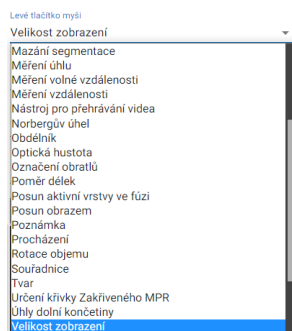 Levé tlačítko myši
Velikost zobrazení
Mazání segmentace
Měření úhlu
Měření volné vzdálenosti
Měření vzdálenosti
Nástroj pro přehrávání videa
Norbergův úhel
Obdélník
Optická hustota
Označení obratlů
Poměr délek
Posun aktivní vrstvy ve fúzi
Posun obrazem
Poznámka
Procházení
Rotace objemu
Souřadnice
Tvar
Určení křivky Zakřiveného MPR
Úhly dolní končetiny
Velikost zobrazení